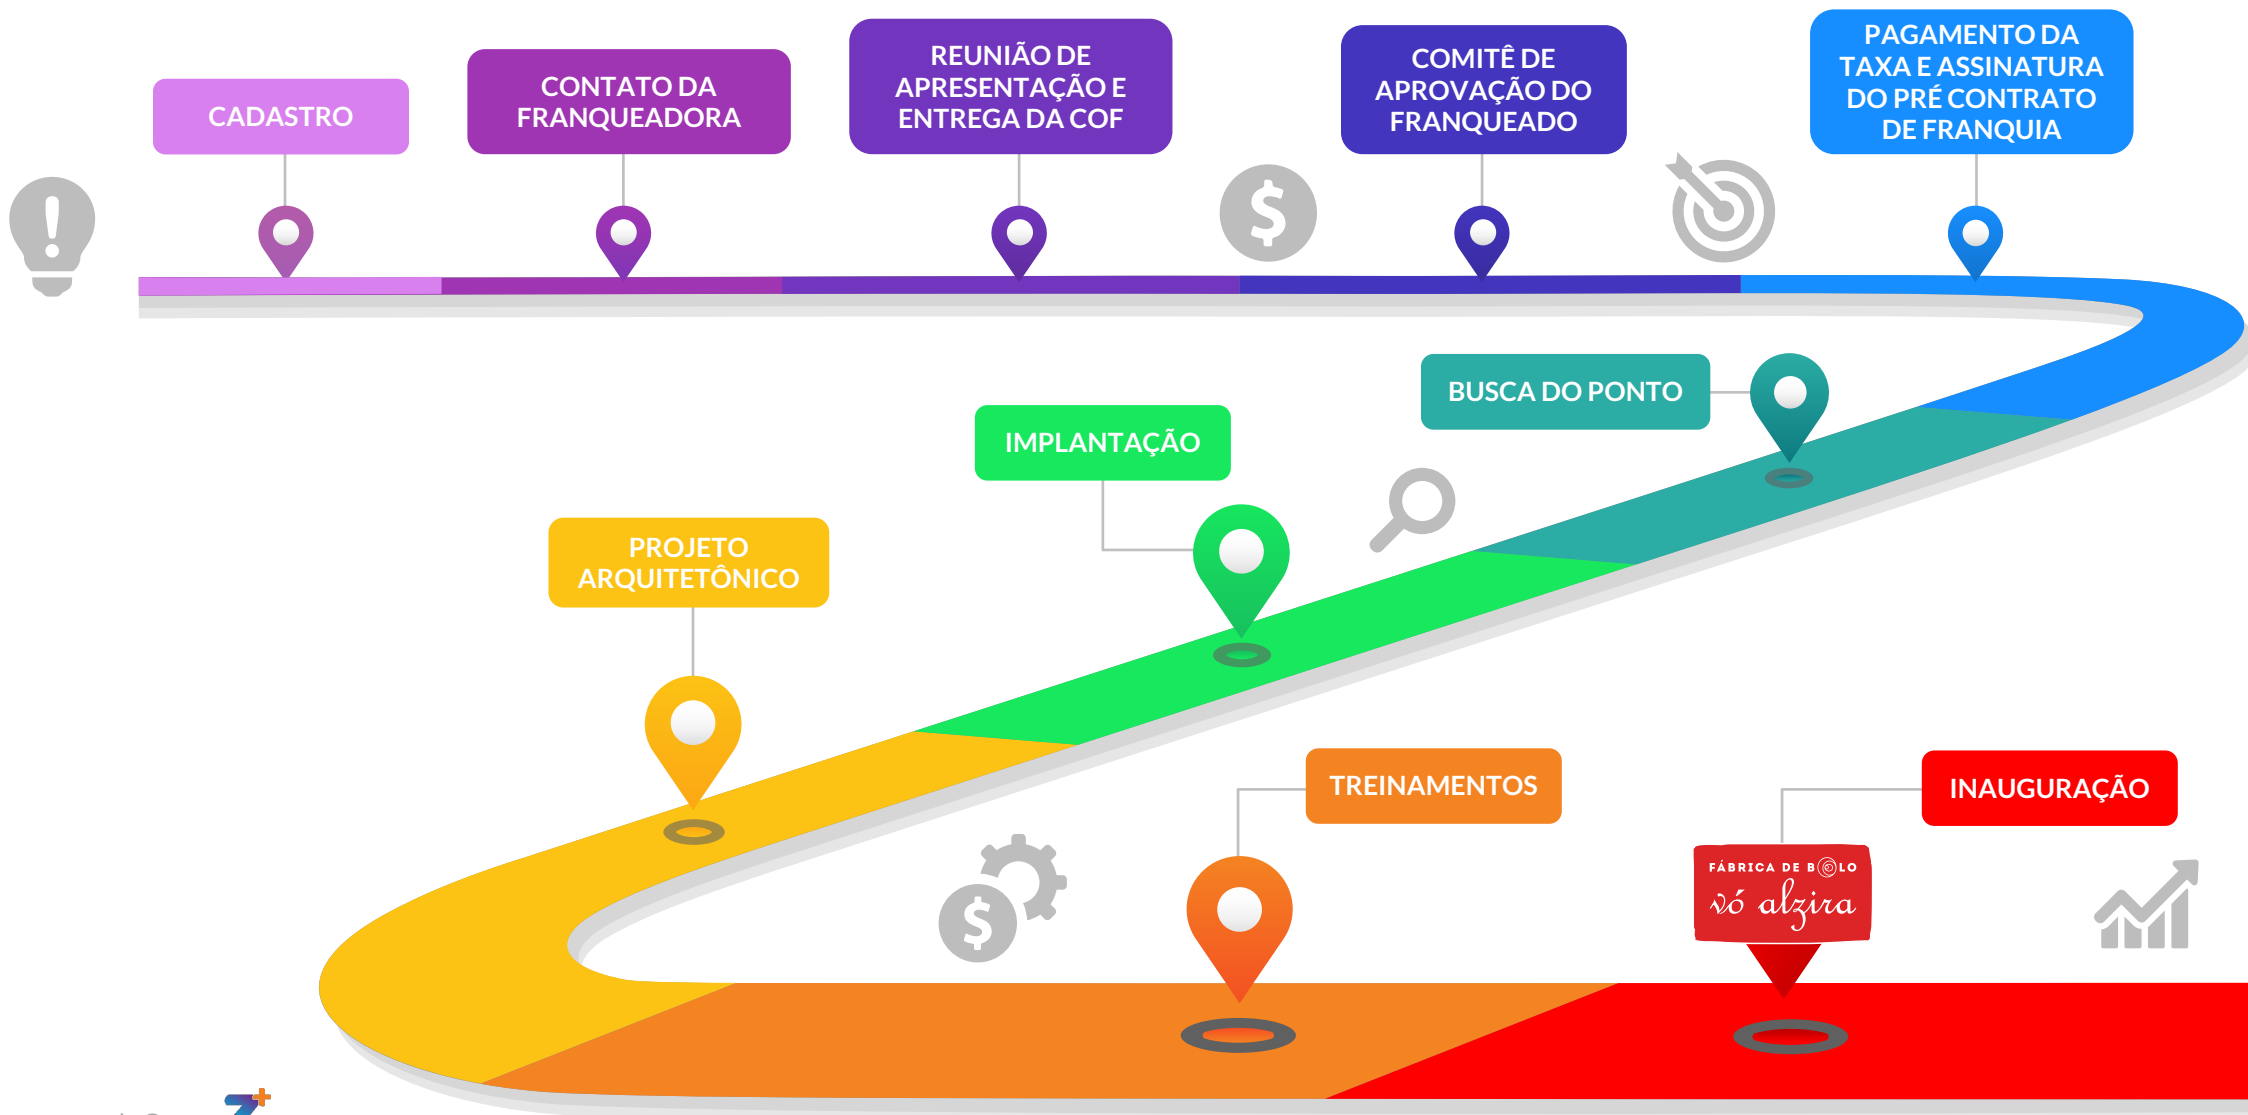 CADASTRO
CONTATO DA
FRANQUEADORA
REUNIÃO DE
APRESENTAÇÃO E
ENTREGA DA COF
COMITÊ DE
APROVAÇÃO DO
FRANQUEADO
PAGAMENTO DA
TAXA E ASSINATURA
DO PRÉ CONTRATO
DE FRANQUIA
BUSCA DO PONTO
IMPLANTAÇÃO
PROJETO
ARQUITETÔNICO
TREINAMENTOS
INAUGURAÇÃO
FÁBRICA DE BOLO
vó alzira